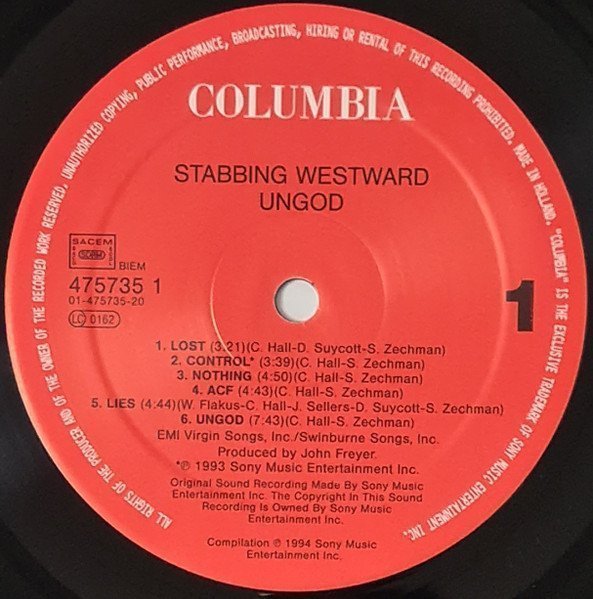 ALL RIGHTS OF THE PRODUCER AND OF THE OWNER OF THE RECORDED WORK RESERVED. UNAUTHORIZED COPYING, PUBLIC PERFORMANCE, BROADCASTING, HIRING OR RENTAL OF THIS RECORDING PROHIBITED. MADE IN HOLLAND. "COLUMBIA" IS THE EXCLUSIVE TRADEMARK OF SONY MUSIC ENTERTAINMENT INC.
COLUMBIA
STABBING WESTWARD
UNGOD
SACEM
SDRM
BIEM
475735 1
01-475735-20
LC 0162
1
1. LOST (3:21)(C. Hall-D. Suycott-S. Zechman)
2. CONTROL* (3:39)(C. Hall-S. Zechman)
3. NOTHING (4:50)(C. Hall-S. Zechman)
4. ACF (4:43)(C. Hall-S. Zechman)
5. LIES (4:44)(W. Flakus-C. Hall-J. Sellers-D. Suycott-S. Zechman)
6. UNGOD (7:43)(C. Hall-S. Zechman)
EMI Virgin Songs, Inc./Swinburne Songs, Inc.
Produced by John Freyer.
*℗ 1993 Sony Music Entertainment Inc.
Original Sound Recording Made By Sony Music
Entertainment Inc. The Copyright In This Sound
Recording Is Owned By Sony Music
Entertainment Inc.
Compilation ℗ 1994 Sony Music
Entertainment Inc.